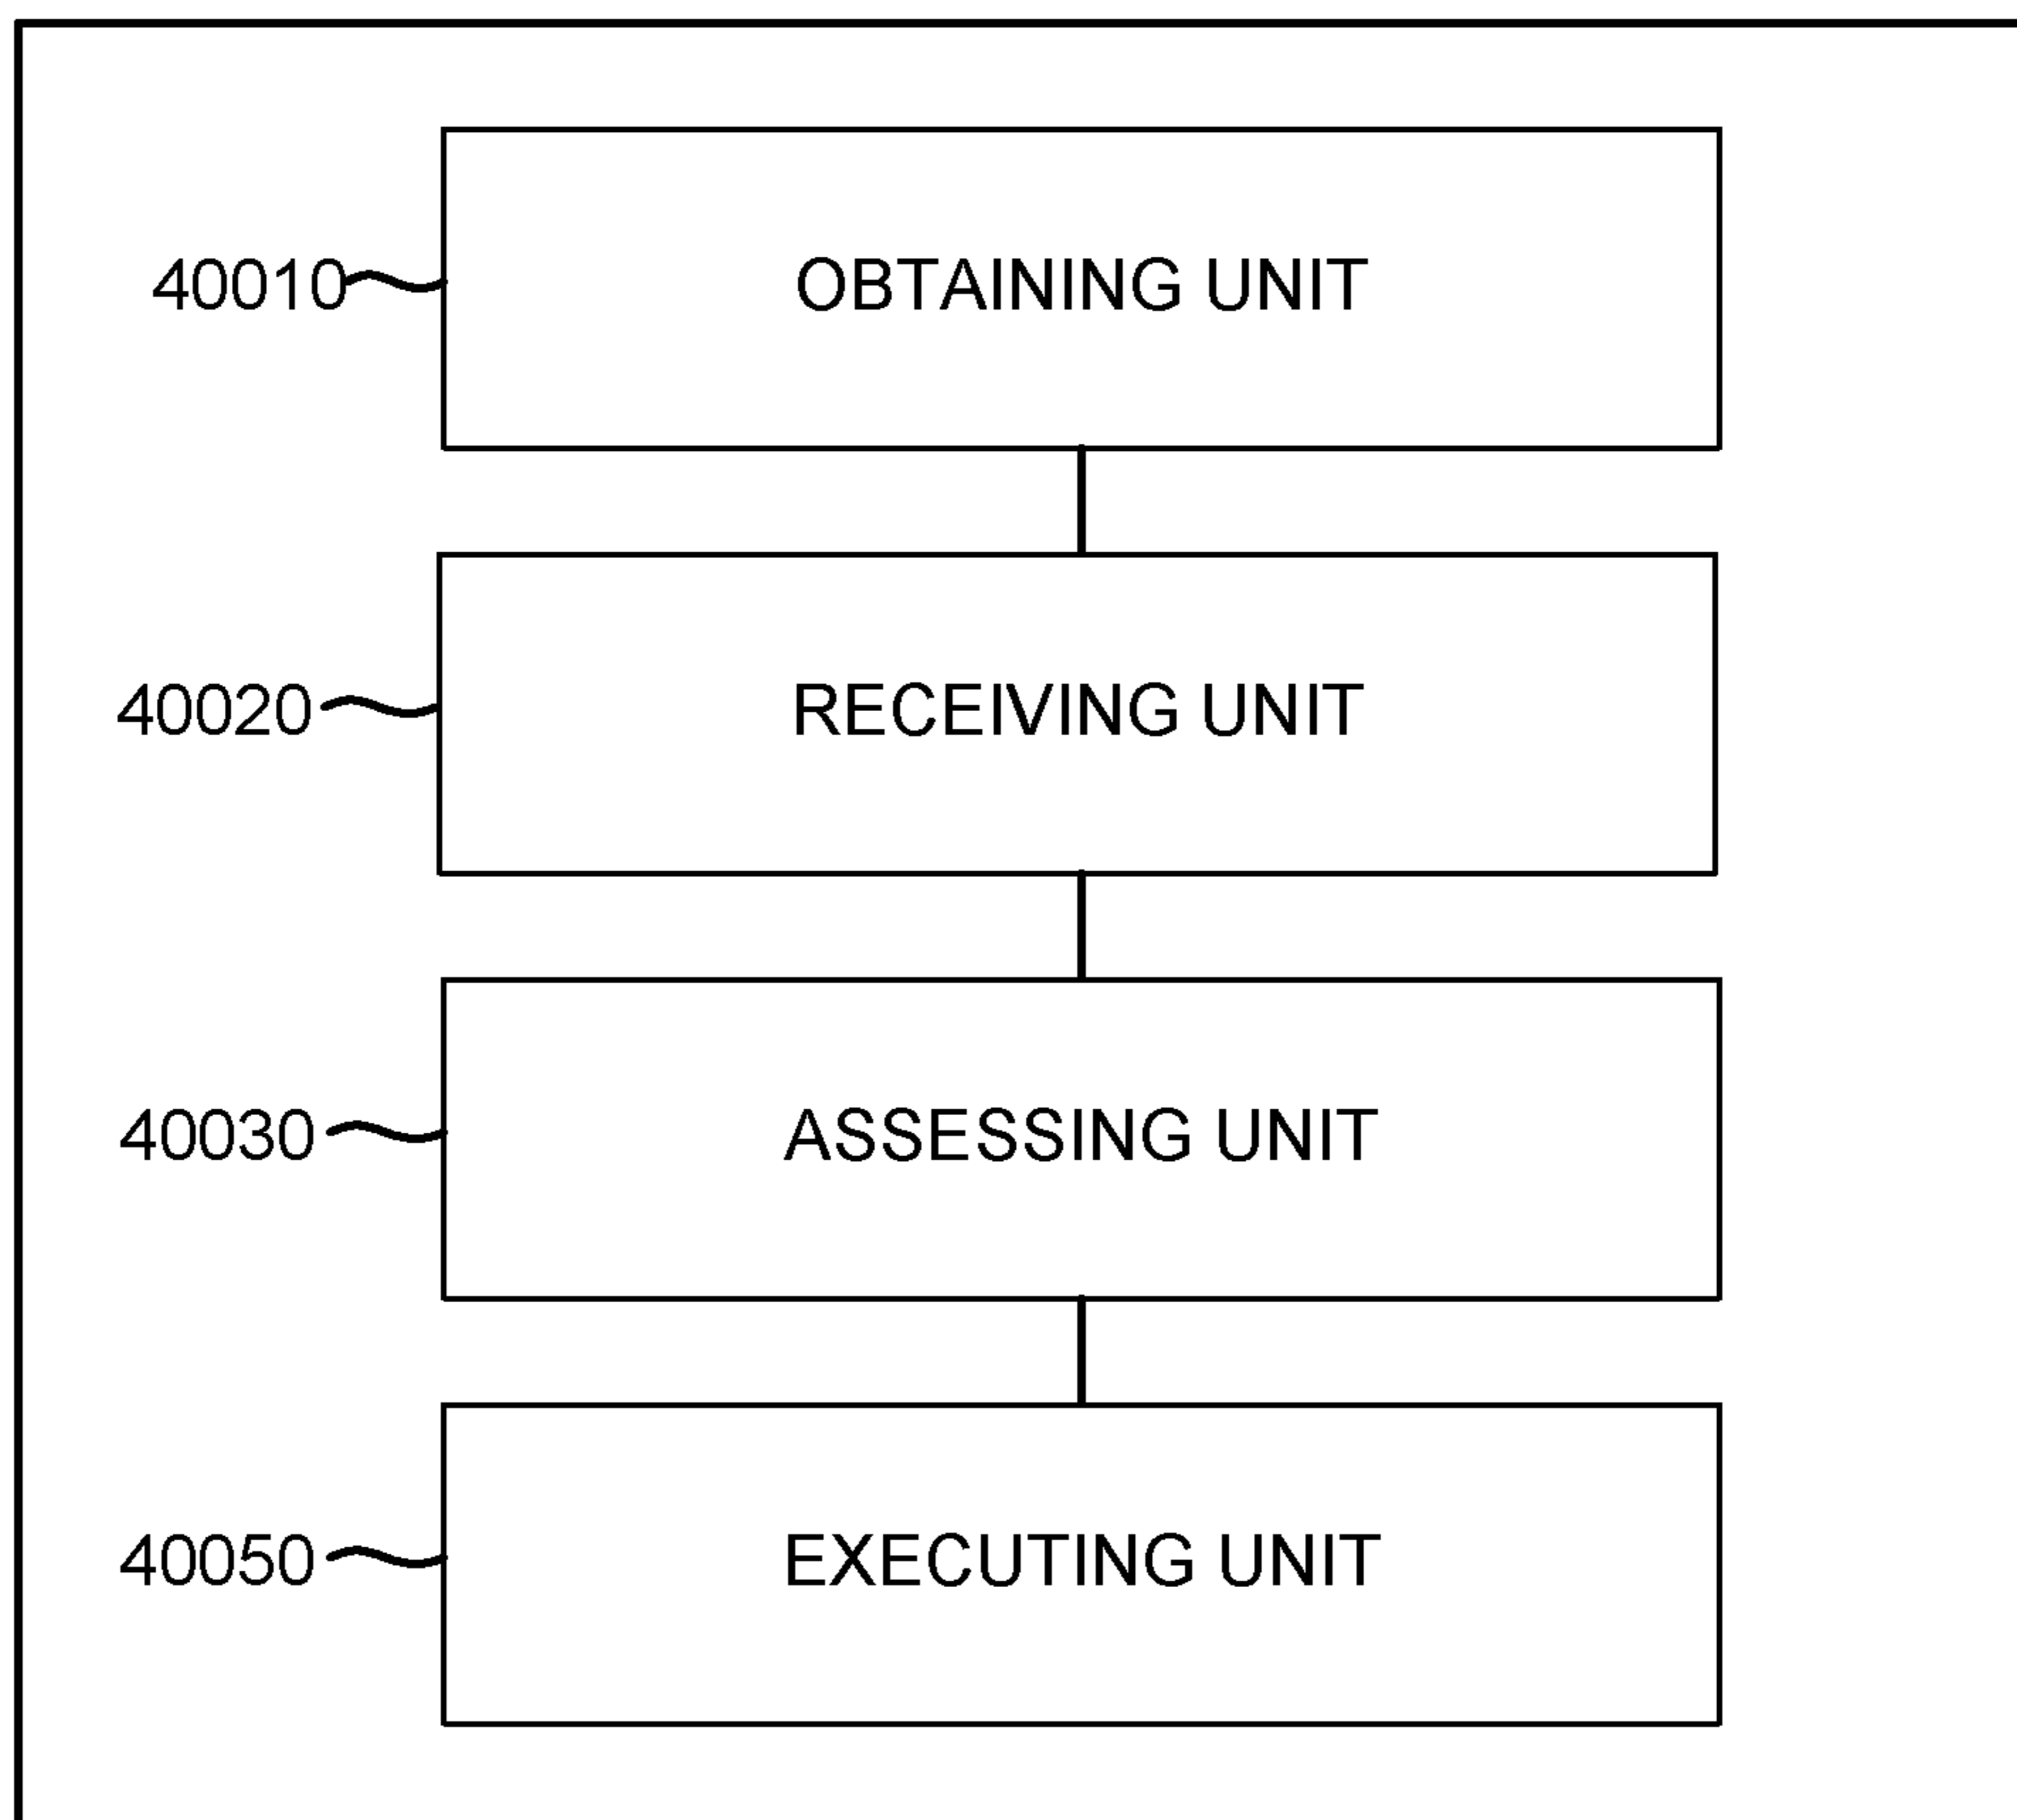 40010 OBTAINING UNIT
40020 RECEIVING UNIT
40030 ASSESSING UNIT
40050 EXECUTING UNIT